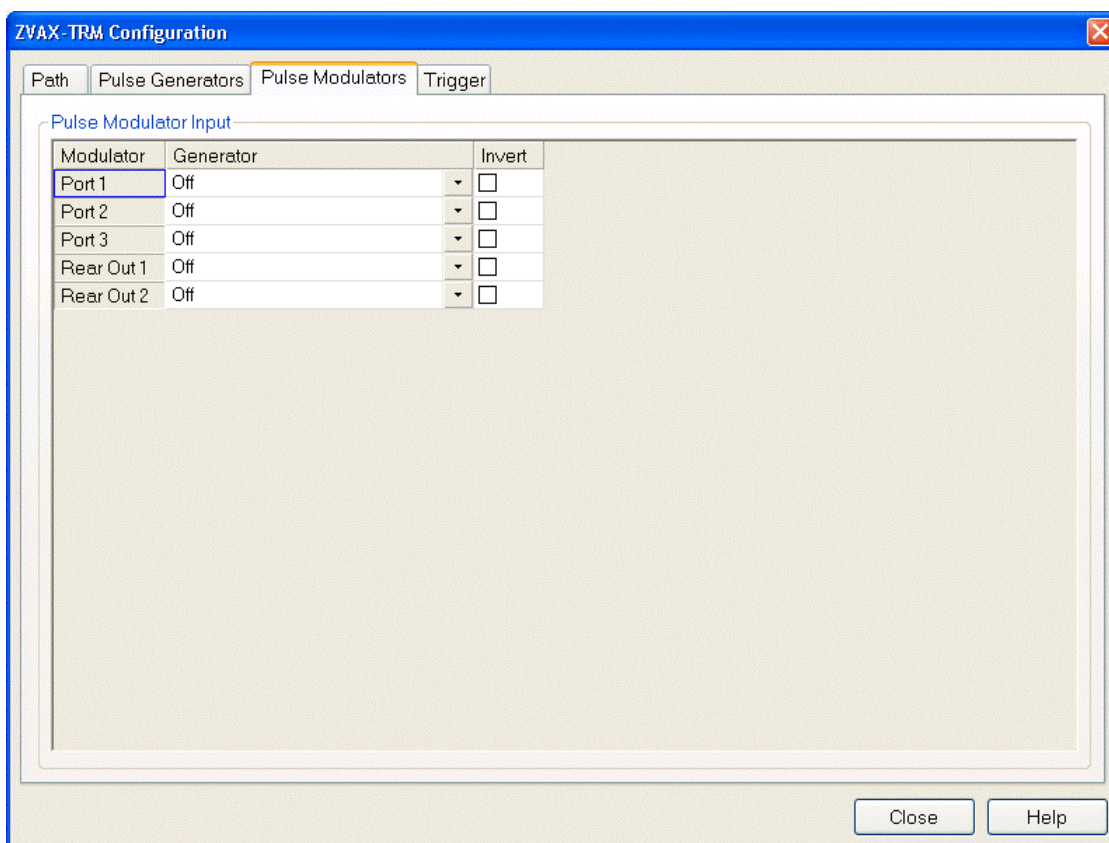 ZVAX-TRM Configuration
Path Pulse Generators Pulse Modulators Trigger
Pulse Modulator Input
Modulator Generator Invert
Port 1 Off
Port 2 Off
Port 3 Off
Rear Out 1 Off
Rear Out 2 Off
Close Help